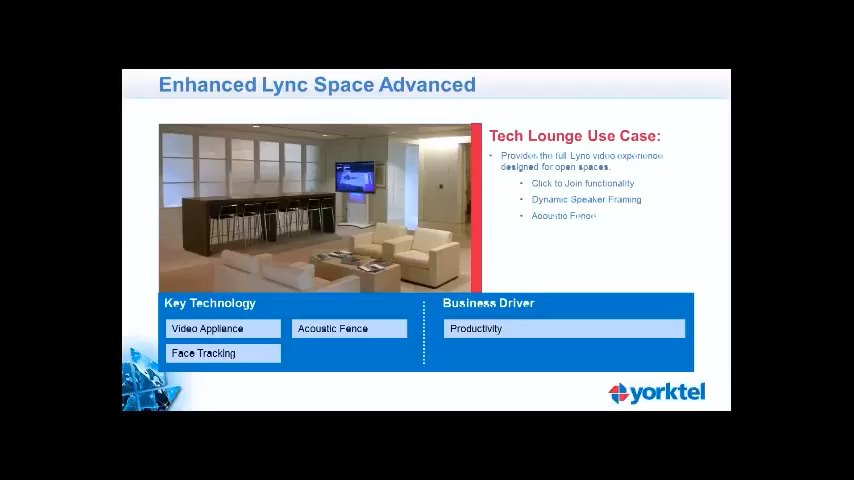 Enhanced Lync Space Advanced
Tech Lounge Use Case:
• Provides the full Lync video experience
designed for open spaces.
• Click to Join functionality
• Dynamic Speaker Framing
• Acoustic Fence
Key Technology
Business Driver
Video Appliance
Acoustic Fence
Productivity
Face Tracking
yorktel